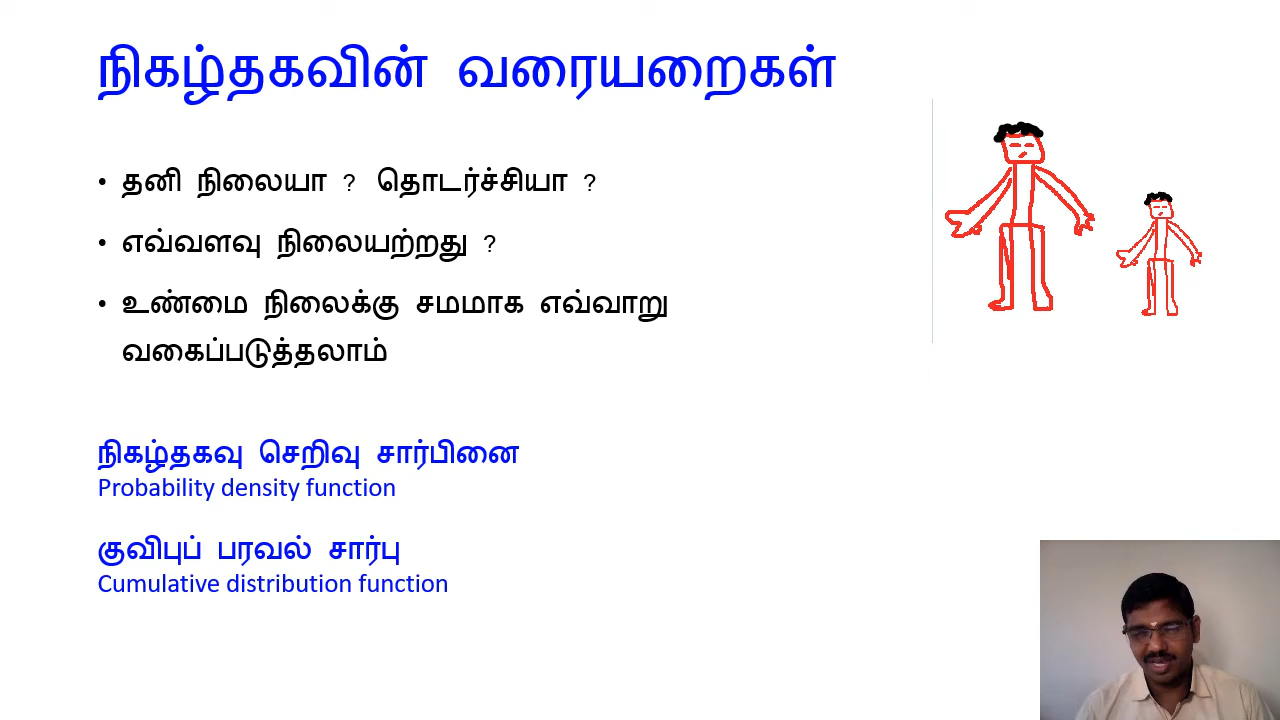 நிகழ்தகவின் வரையறைகள்
• தனி நிலையா ? தொடர்ச்சியா ?
• எவ்வளவு நிலையற்றது ?
• உண்மை நிலைக்கு சமமாக எவ்வாறு
வகைப்படுத்தலாம்
நிகழ்தகவு செறிவு சார்பினை
Probability density function
குவிபுப் பரவல் சார்பு
Cumulative distribution function